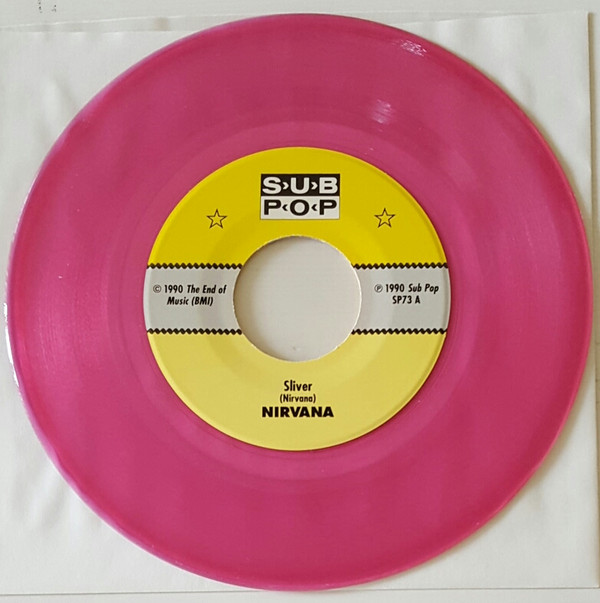 S›U›B
P‹O‹P
© 1990 The End of
Music (BMI)
℗ 1990 Sub Pop
SP73 A
Sliver
(Nirvana)
NIRVANA